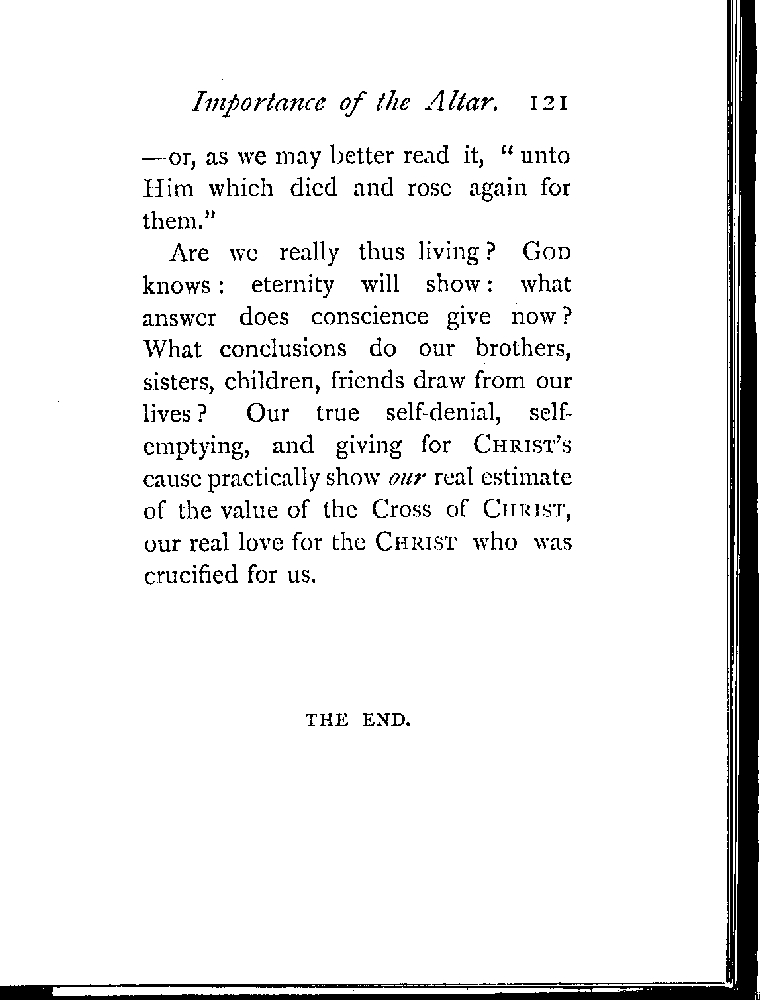 Importance of the Altar. 121
—or, as we may better read it, “ unto
Him which died and rose again for
them.”
Are we really thus living? GOD
knows: eternity will show: what
answer does conscience give now?
What conclusions do our brothers,
sisters, children, friends draw from our
lives? Our true self-denial, self-
emptying, and giving for CHRIST’S
cause practically show our real estimate
of the value of the Cross of CHRIST,
our real love for the CHRIST who was
crucified for us.
THE END.